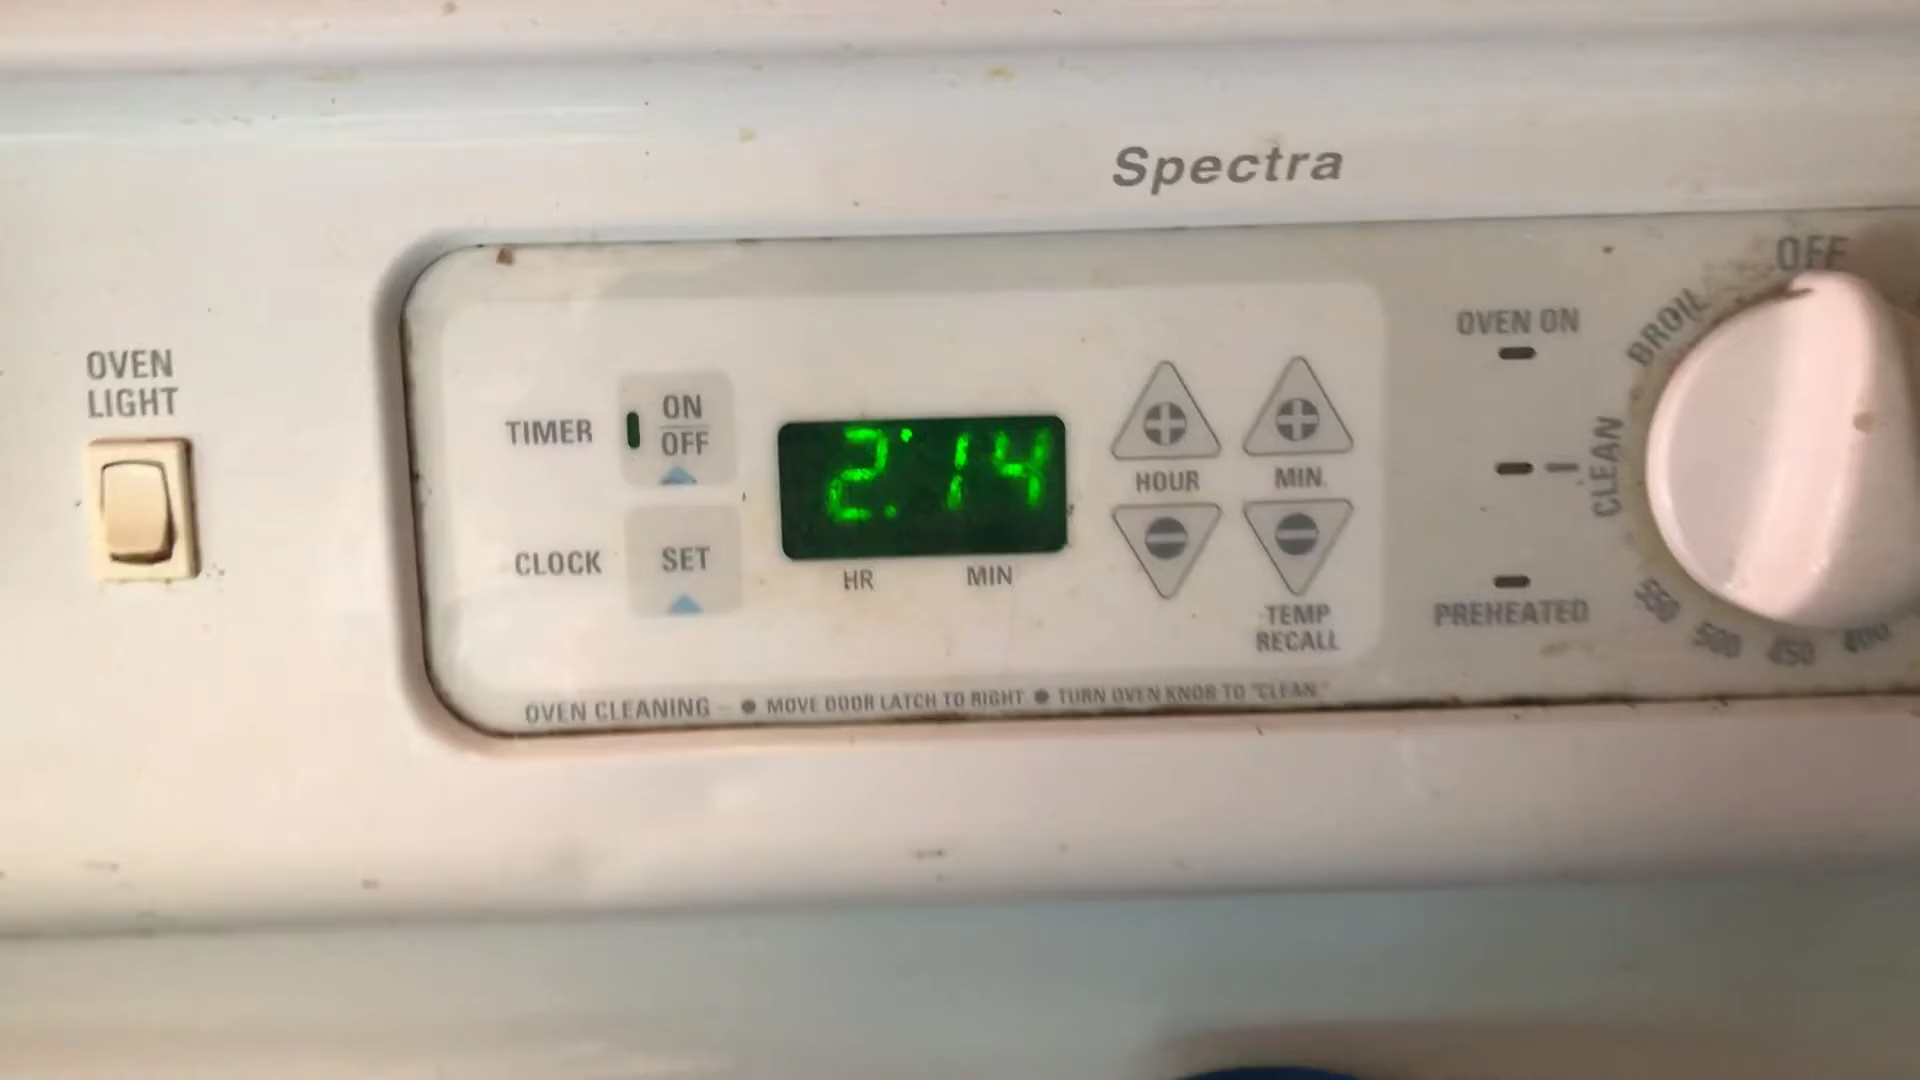 Spectra
OFF
BROIL
OVEN ON
OVEN
LIGHT
ON
TIMER
OFF
2:14
HOUR
MIN.
CLEAN
CLOCK
SET
HR
MIN
TEMP
RECALL
PREHEATED
550
500
450
400
OVEN CLEANING - ● MOVE DOOR LATCH TO RIGHT ● TURN OVEN KNOB TO "CLEAN."